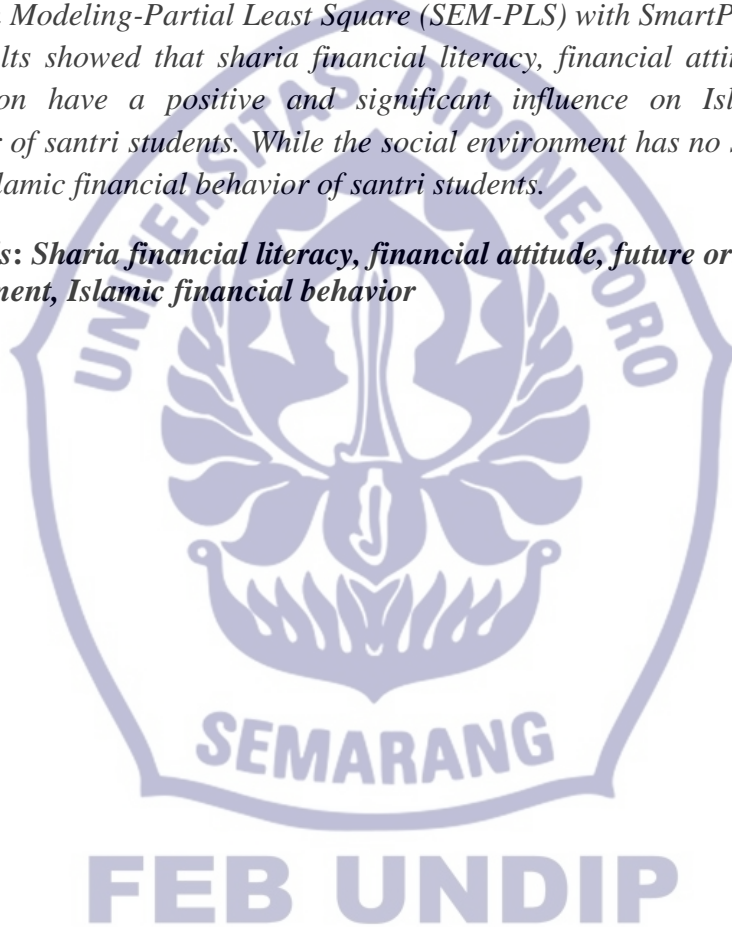 Modeling-Partial Least Square (SEM-PLS) with SmartP
lts showed that sharia financial literacy, financial attit
on have a positive and significant influence on Isl
r of santri students. While the social environment has no s
lamic financial behavior of santri students.
s: Sharia financial literacy, financial attitude, future or
ment, Islamic financial behavior
UNIVERSITAS DIPONEGORO
SEMARANG
FEB UNDIP